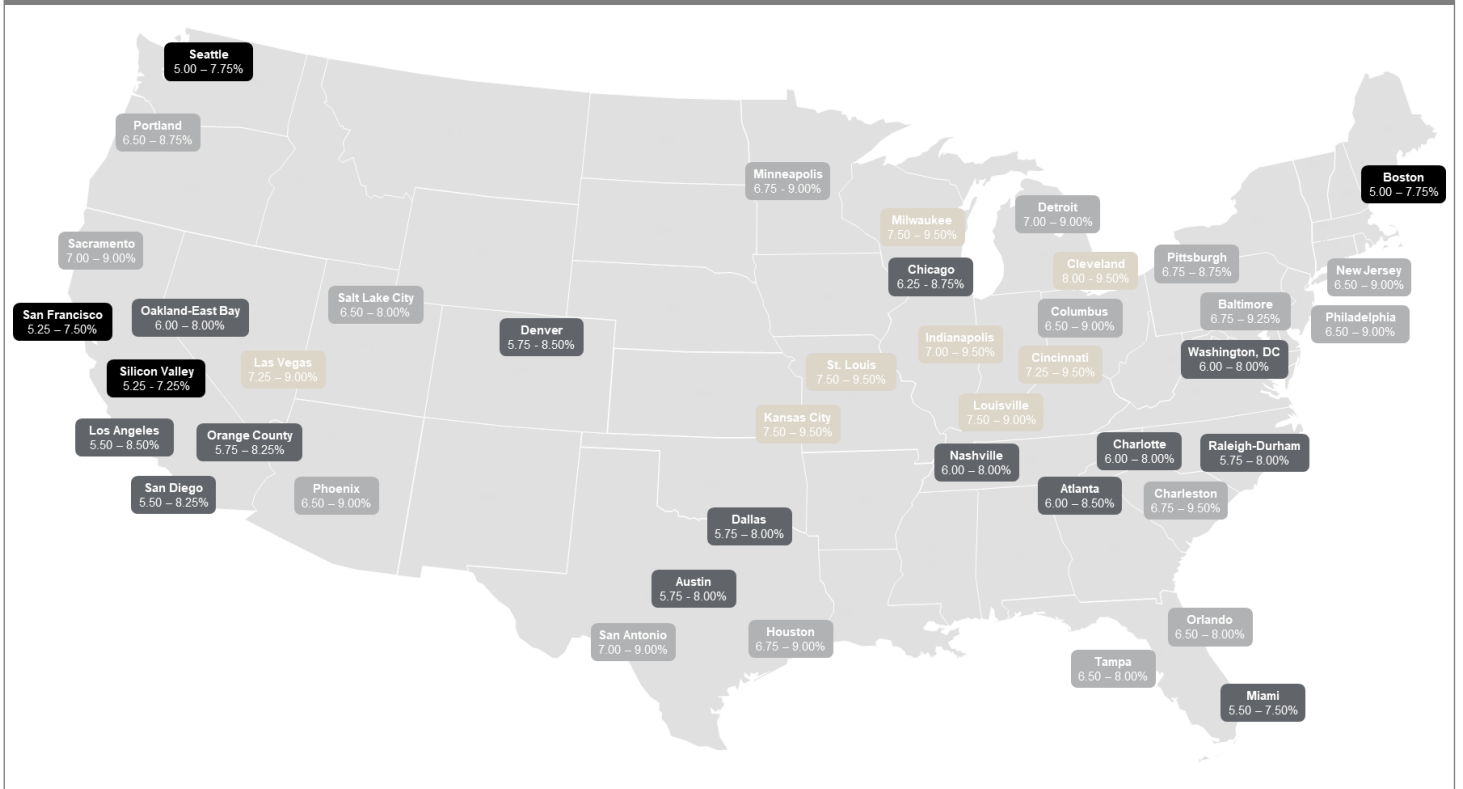 Seattle
5.00 – 7.75%
Portland
6.50 – 8.75%
Minneapolis
6.75 - 9.00%
Boston
5.00 – 7.75%
Milwaukee
7.50 – 9.50%
Detroit
7.00 – 9.00%
Sacramento
7.00 – 9.00%
Chicago
6.25 - 8.75%
Cleveland
8.00 - 9.50%
Pittsburgh
6.75 – 8.75%
New Jersey
6.50 – 9.00%
San Francisco
5.25 – 7.50%
Oakland-East Bay
6.00 – 8.00%
Salt Lake City
6.50 – 8.00%
Denver
5.75 - 8.50%
Columbus
6.50 – 9.00%
Baltimore
6.75 – 9.25%
Philadelphia
6.50 – 9.00%
Indianapolis
7.00 – 9.50%
Silicon Valley
5.25 - 7.25%
Las Vegas
7.25 – 9.00%
St. Louis
7.50 – 9.50%
Cincinnati
7.25 – 9.50%
Washington, DC
6.00 – 8.00%
Kansas City
7.50 – 9.50%
Louisville
7.50 – 9.00%
Los Angeles
5.50 – 8.50%
Orange County
5.75 – 8.25%
Nashville
6.00 – 8.00%
Charlotte
6.00 – 8.00%
Raleigh-Durham
5.75 – 8.00%
San Diego
5.50 – 8.25%
Phoenix
6.50 – 9.00%
Atlanta
6.00 – 8.50%
Charleston
6.75 – 9.50%
Dallas
5.75 – 8.00%
Austin
5.75 - 8.00%
San Antonio
7.00 – 9.00%
Houston
6.75 – 9.00%
Orlando
6.50 – 8.00%
Tampa
6.50 – 8.00%
Miami
5.50 – 7.50%